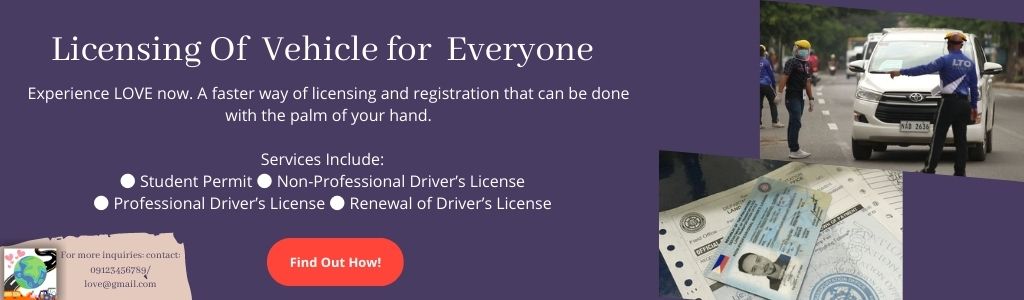 Licensing Of Vehicle for Everyone
Experience LOVE now. A faster way of licensing and registration that can be done
with the palm of your hand.
Services Include:
Student Permit Non-Professional Driver's License
Professional Driver's License Renewal of Driver's License
Find Out How!
For more inquiries: contact:
09123456789/
love@gmail.com
LTO
NAD 2636